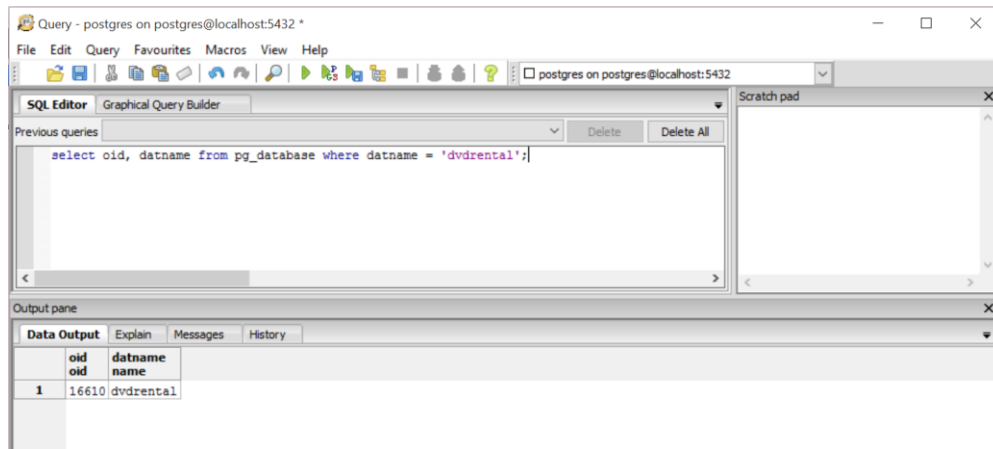 Query - postgres on postgres@localhost:5432 *
File Edit Query Favourites Macros View Help
postgres on postgres@localhost:5432
SQL Editor Graphical Query Builder
Scratch pad
Previous queries Delete Delete All
select oid, datname from pg_database where datname = 'dvdrental';
Output pane
Data Output Explain Messages History
oid datname
oid name
1 16610 dvdrental